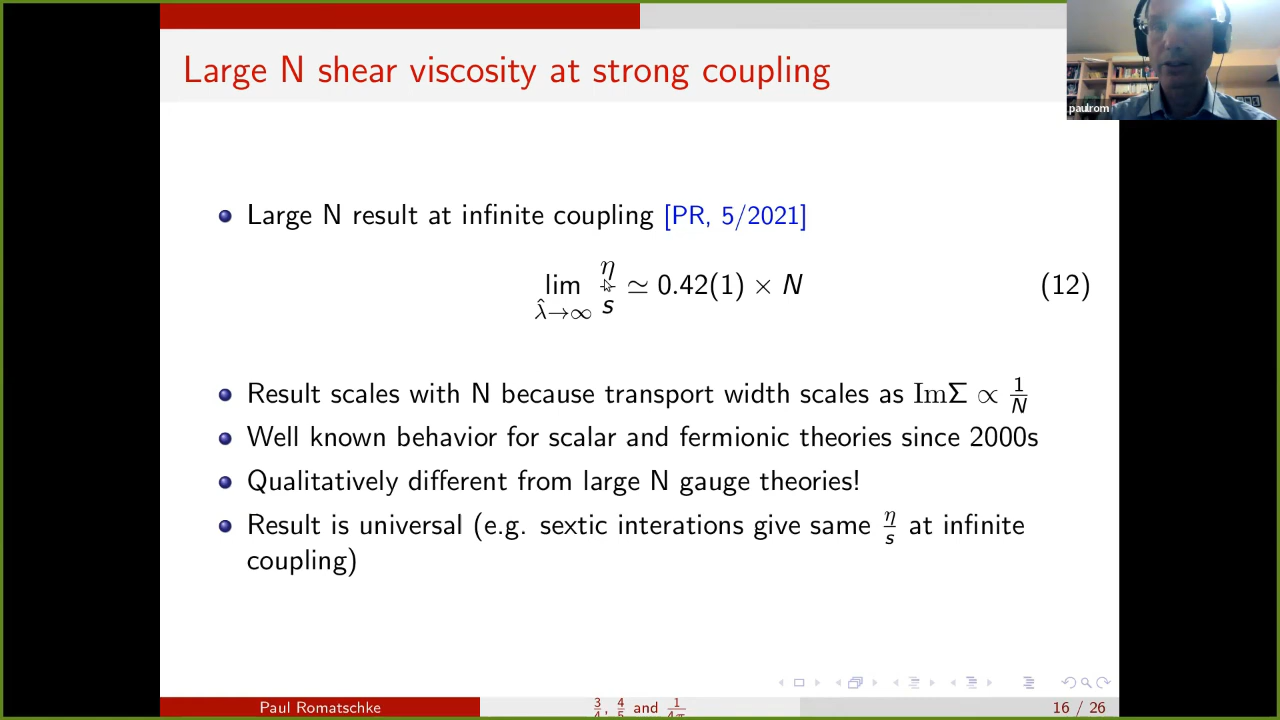 Large N shear viscosity at strong coupling
paulrom
Large N result at infinite coupling [PR, 5/2021]
lim_{λ̂→∞} η/s ≃ 0.42(1) × N (12)
Result scales with N because transport width scales as ImΣ ∝ 1/N
Well known behavior for scalar and fermionic theories since 2000s
Qualitatively different from large N gauge theories!
Result is universal (e.g. sextic interations give same η/s at infinite
coupling)
Paul Romatschke 3/4, 4/5 and 1/4π 16 / 26